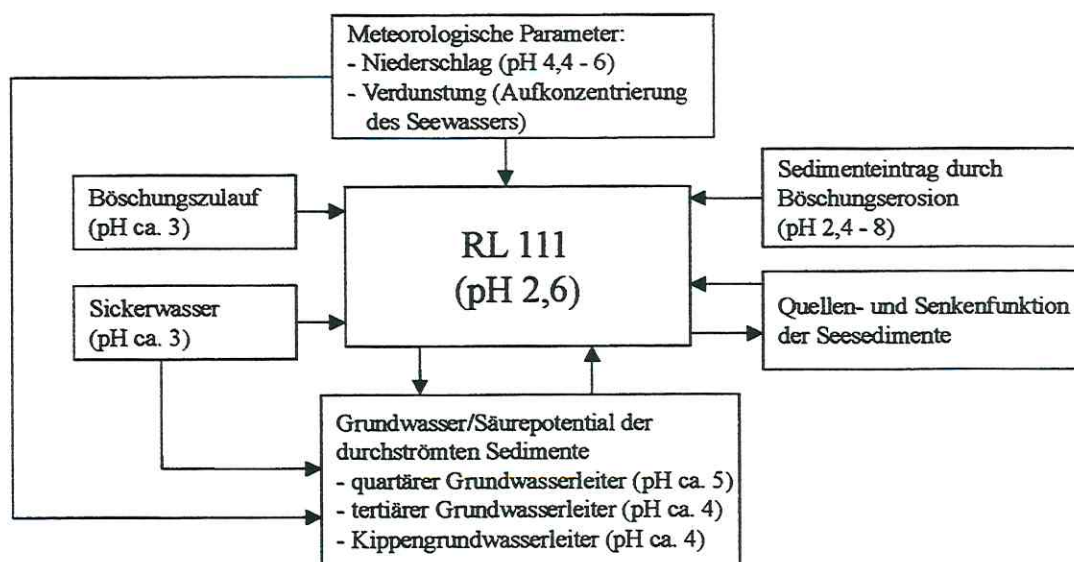 Meteorologische Parameter:
- Niederschlag (pH 4,4 - 6)
- Verdunstung (Aufkonzentrierung
des Seewassers)
Böschungszulauf
(pH ca. 3)
RL 111
(pH 2,6)
Sedimenteintrag durch
Böschungserosion
(pH 2,4 - 8)
Sickerwasser
(pH ca. 3)
Quellen- und Senkenfunktion
der Seesedimente
Grundwasser/Säurepotential der
durchströmten Sedimente
- quartärer Grundwasserleiter (pH ca. 5)
- tertiärer Grundwasserleiter (pH ca. 4)
- Kippengrundwasserleiter (pH ca. 4)